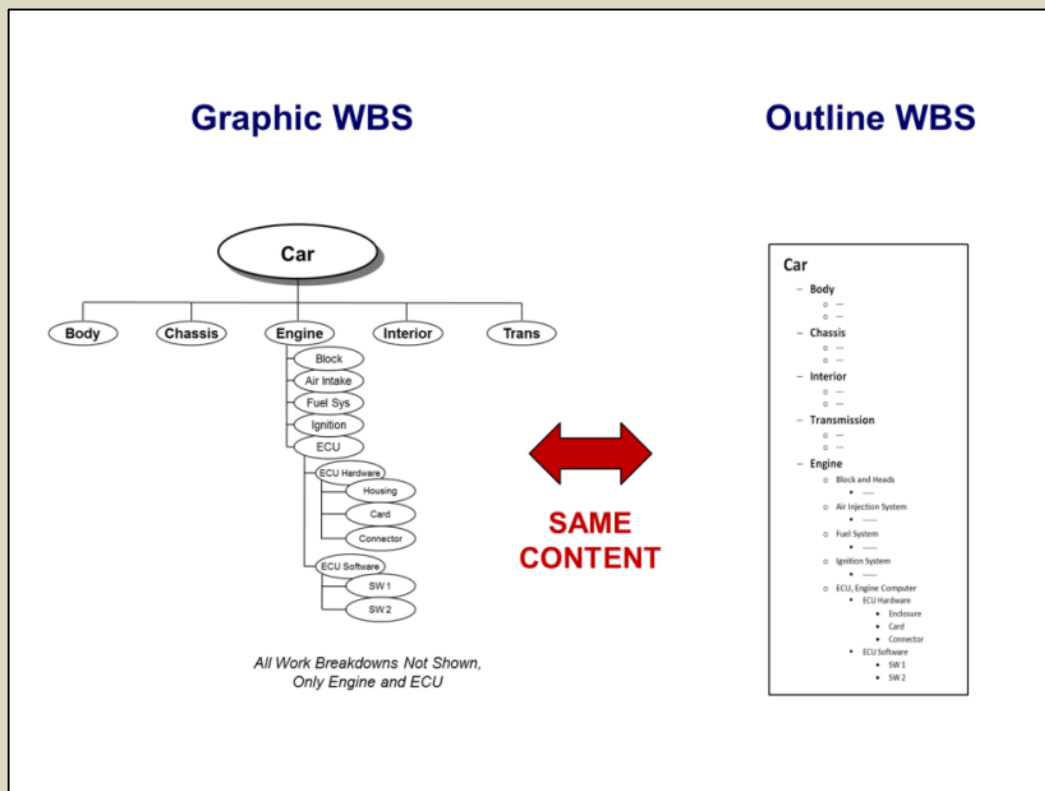 Graphic WBS
Outline WBS
Car
Body
Chassis
Engine
Interior
Trans
Block
Air Intake
Fuel Sys
Ignition
ECU
ECU Hardware
Housing
Card
Connector
ECU Software
SW 1
SW 2
All Work Breakdowns Not Shown,
Only Engine and ECU
SAME
CONTENT
Car
– Body
o ---
o ---
– Chassis
o ---
o ---
– Interior
o ---
o ---
– Transmission
o ---
o ---
– Engine
o Block and Heads
▪ -----
o Air Injection System
▪ -----
o Fuel System
▪ -----
o Ignition System
▪ -----
o ECU, Engine Computer
▪ ECU Hardware
• Enclosure
• Card
• Connector
▪ ECU Software
• SW 1
• SW 2